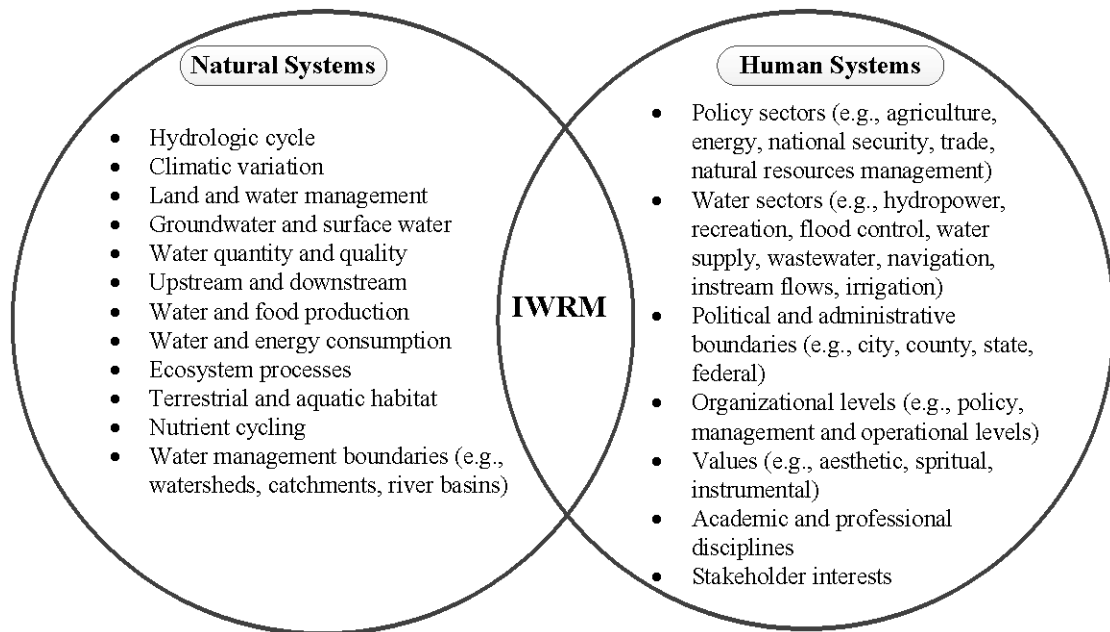 Natural Systems
• Hydrologic cycle
• Climatic variation
• Land and water management
• Groundwater and surface water
• Water quantity and quality
• Upstream and downstream
• Water and food production
• Water and energy consumption
• Ecosystem processes
• Terrestrial and aquatic habitat
• Nutrient cycling
• Water management boundaries (e.g.,
watersheds, catchments, river basins)
IWRM
Human Systems
• Policy sectors (e.g., agriculture,
energy, national security, trade,
natural resources management)
• Water sectors (e.g., hydropower,
recreation, flood control, water
supply, wastewater, navigation,
instream flows, irrigation)
• Political and administrative
boundaries (e.g., city, county, state,
federal)
• Organizational levels (e.g., policy,
management and operational levels)
• Values (e.g., aesthetic, spritual,
instrumental)
• Academic and professional
disciplines
• Stakeholder interests